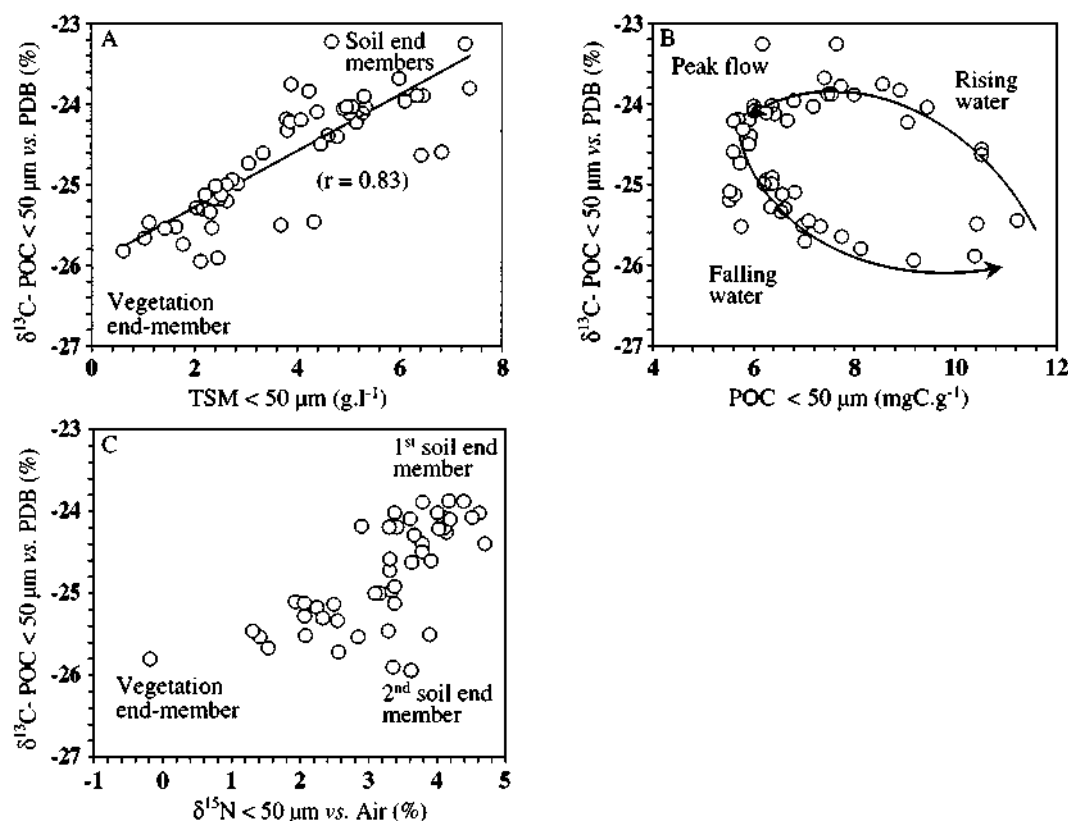 A
Soil end
members
(r = 0.83)
Vegetation
end-member
-23
-24
-25
-26
-27
0
2
4
6
8
δ¹³C- POC < 50 µm vs. PDB (%)
TSM < 50 µm (g.l⁻¹)
B
Peak flow
Rising
water
Falling
water
-23
-24
-25
-26
-27
4
6
8
10
12
δ¹³C- POC < 50 µm vs. PDB (%)
POC < 50 µm (mgC.g⁻¹)
C
1st soil end
member
Vegetation
end-member
2nd soil end
member
-23
-24
-25
-26
-27
-1
0
1
2
3
4
5
δ¹³C- POC < 50 µm vs. PDB (%)
δ¹⁵N < 50 µm vs. Air (%)